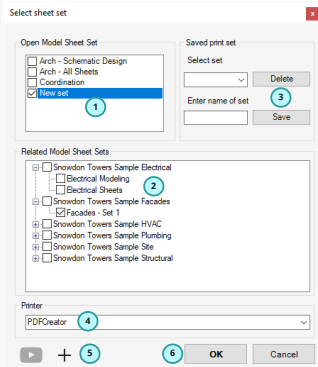 Select sheet set
x
Open Model Sheet Set
Arch - Schematic Design
Arch - All Sheets
Coordination
New set
1
Saved print set
Select set
Delete
3
Enter name of set
Save
Related Model Sheet Sets
Snowdon Towers Sample Electrical
Electrical Modeling
Electrical Sheets
2
Snowdon Towers Sample Facades
Facades - Set 1
Snowdon Towers Sample HVAC
Snowdon Towers Sample Plumbing
Snowdon Towers Sample Site
Snowdon Towers Sample Structural
Printer
PDFCreator
4
+
5
6
OK
Cancel